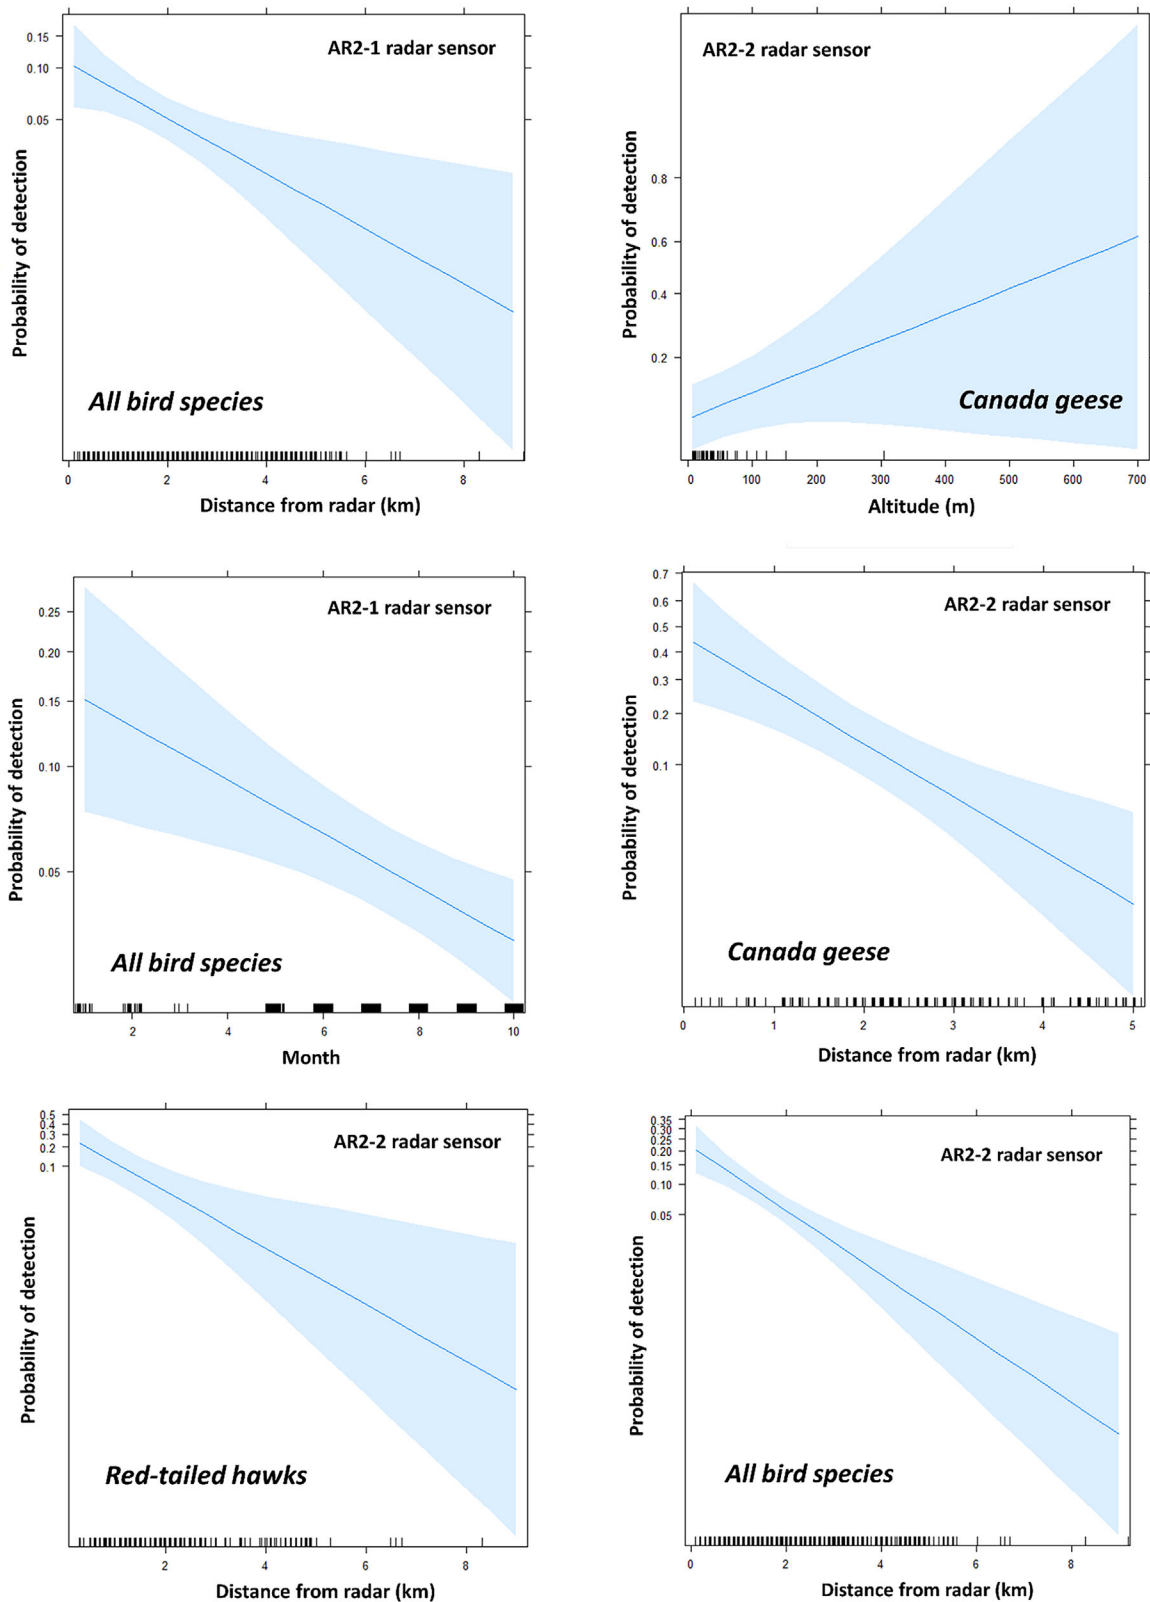 AR2-1 radar sensor
0.15
0.10
0.05
Probability of detection
All bird species
0 2 4 6 8
Distance from radar (km)
AR2-2 radar sensor
0.8
0.6
0.4
0.2
Probability of detection
Canada geese
0 100 200 300 400 500 600 700
Altitude (m)
AR2-1 radar sensor
0.25
0.20
0.15
0.10
0.05
Probability of detection
All bird species
2 4 6 8 10
Month
AR2-2 radar sensor
0.7
0.6
0.5
0.4
0.3
0.2
0.1
Probability of detection
Canada geese
0 1 2 3 4 5
Distance from radar (km)
AR2-2 radar sensor
0.5
0.4
0.3
0.2
0.1
Probability of detection
Red-tailed hawks
2 4 6 8
Distance from radar (km)
AR2-2 radar sensor
0.35
0.30
0.25
0.20
0.15
0.10
0.05
Probability of detection
All bird species
0 2 4 6 8
Distance from radar (km)